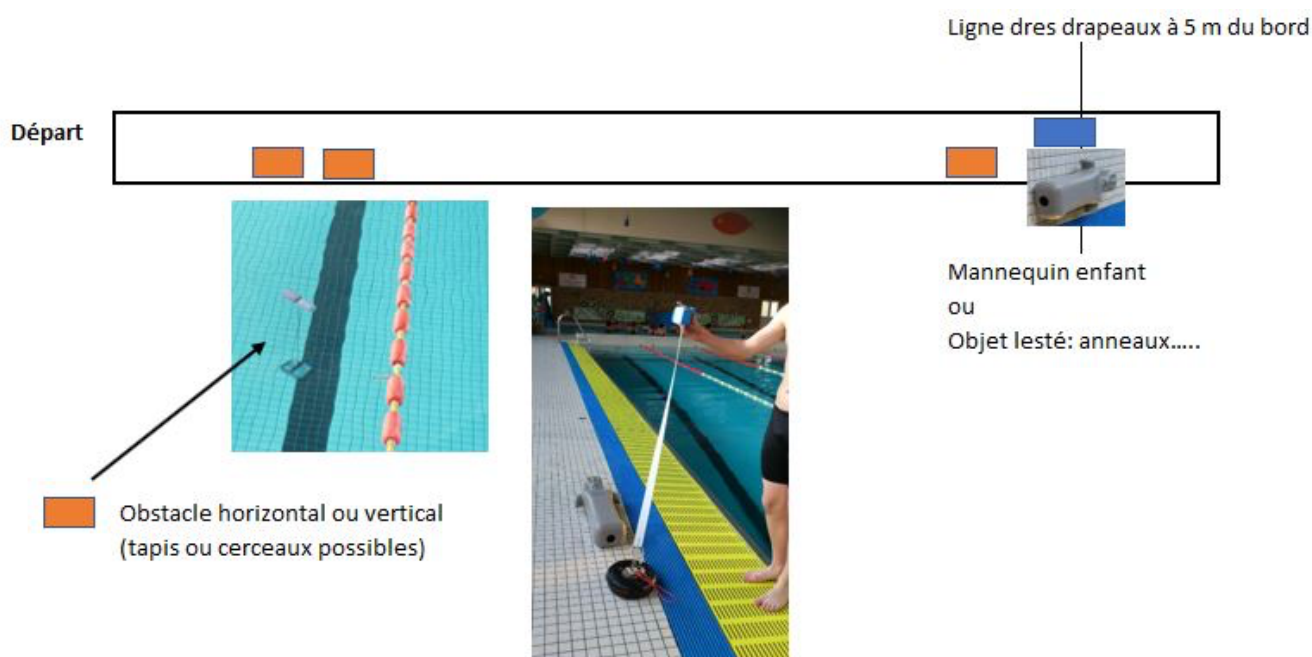 Ligne dres drapeaux à 5 m du bord
Départ
Mannequin enfant
ou
Objet lesté: anneaux.....
Obstacle horizontal ou vertical
(tapis ou cerceaux possibles)